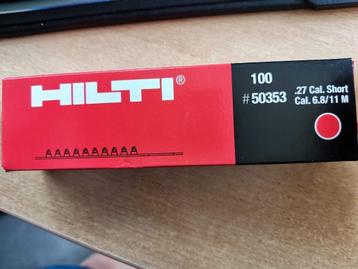 HILTI®
100
#50353
.27 Cal. Short
Cal. 6.8/11 M